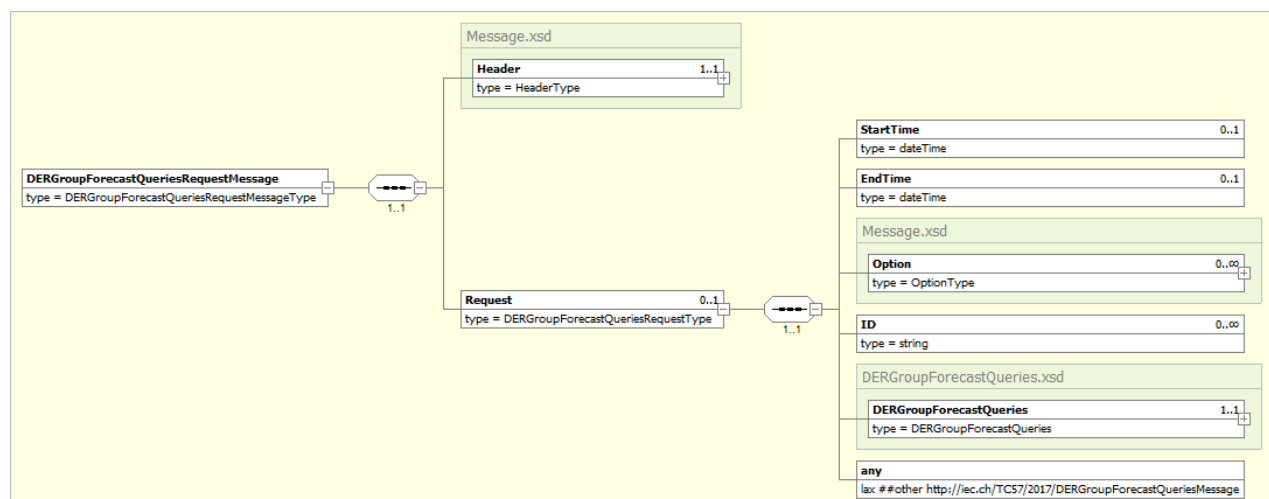 Message.xsd
Header 1..1
type = HeaderType
DERGroupForecastQueriesRequestMessage
type = DERGroupForecastQueriesRequestMessageType
1..1
Request 0..1
type = DERGroupForecastQueriesRequestType
1..1
StartTime 0..1
type = dateTime
EndTime 0..1
type = dateTime
Message.xsd
Option 0..∞
type = OptionType
ID 0..∞
type = string
DERGroupForecastQueries.xsd
DERGroupForecastQueries 1..1
type = DERGroupForecastQueries
any
lax ##other http://iec.ch/TC57/2017/DERGroupForecastQueriesMessage